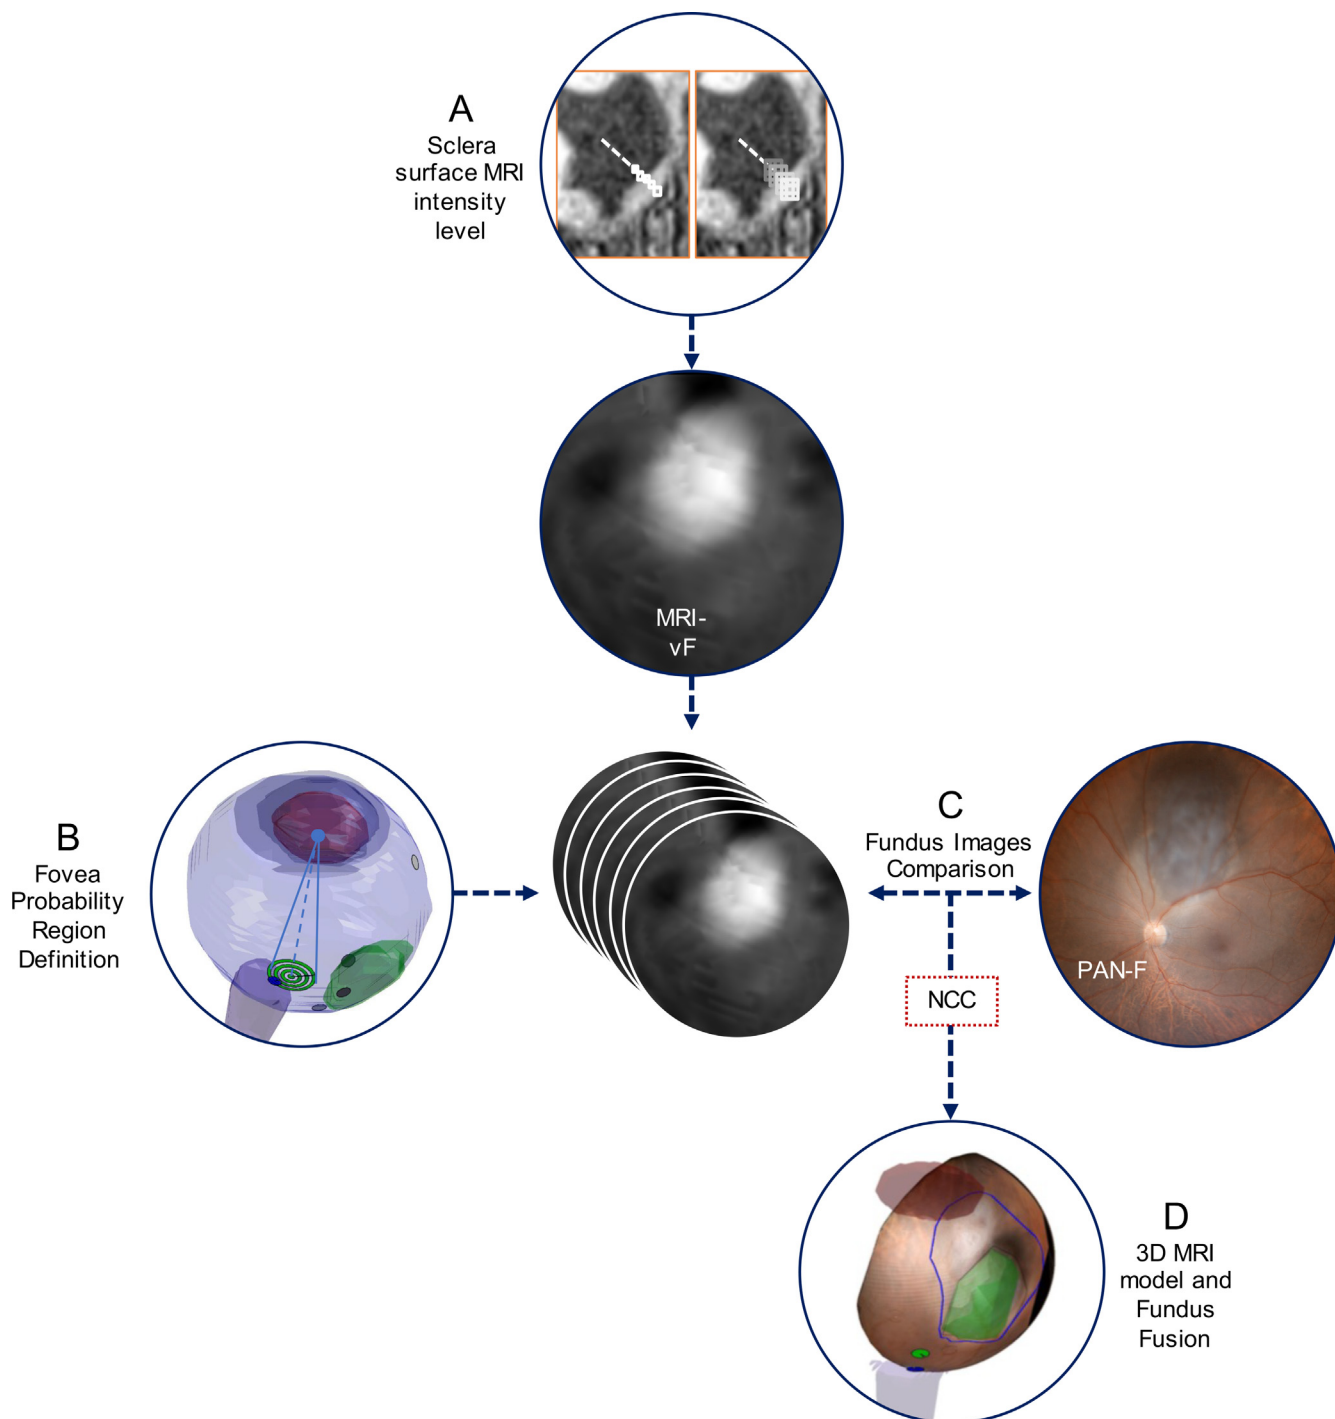 A
Sclera
surface MRI
intensity
level
MRI-
vF
B
Fovea
Probability
Region
Definition
C
Fundus Images
Comparison
NCC
PAN-F
D
3D MRI
model and
Fundus
Fusion